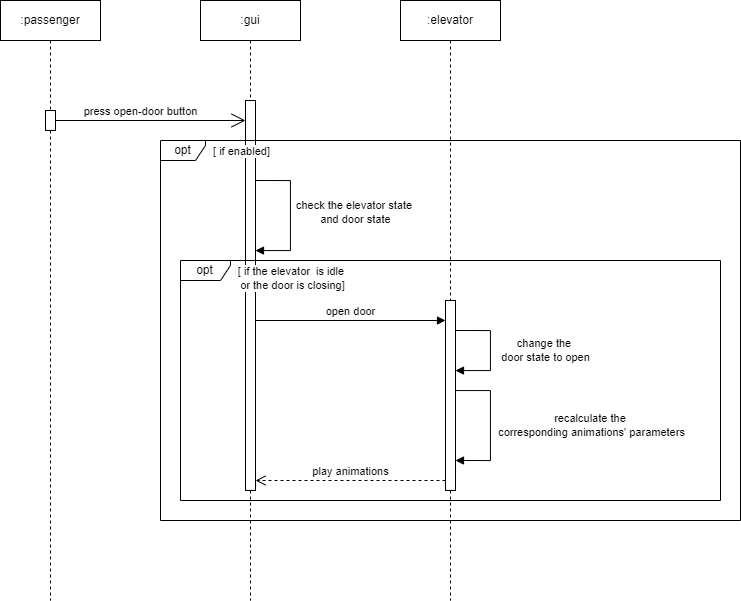 :passenger
:gui
:elevator
press open-door button
opt
[ if enabled]
check the elevator state
and door state
opt
[ if the elevator  is idle
or the door is closing]
open door
change the
door state to open
recalculate the
corresponding animations' parameters
play animations